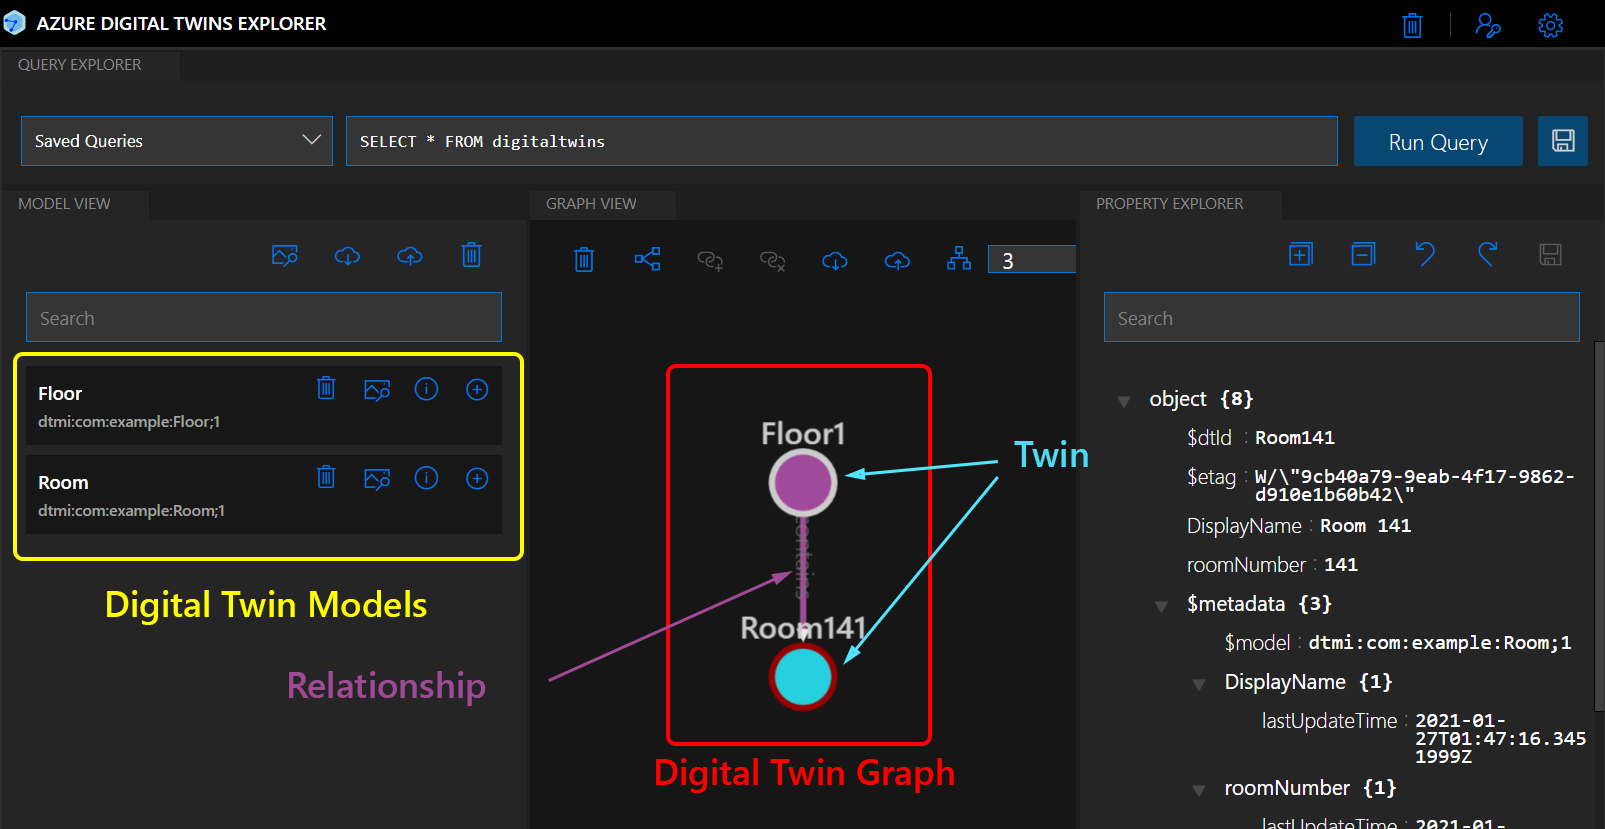 AZURE DIGITAL TWINS EXPLORER
QUERY EXPLORER
Saved Queries
SELECT * FROM digitaltwins
Run Query
MODEL VIEW
Search
Floor
dtmi:com:example:Floor;1
Room
dtmi:com:example:Room;1
Digital Twin Models
Relationship
GRAPH VIEW
3
Floor1
contains
Room141
Twin
Digital Twin Graph
PROPERTY EXPLORER
Search
object {8}
$dtId : Room141
$etag : W/\"9cb40a79-9eab-4f17-9862-
d910e1b60b42\"
DisplayName : Room 141
roomNumber : 141
$metadata {3}
$model : dtmi:com:example:Room;1
DisplayName {1}
lastUpdateTime : 2021-01-
27T01:47:16.345
1999Z
roomNumber {1}
lastUpdateTime : 2021-01-